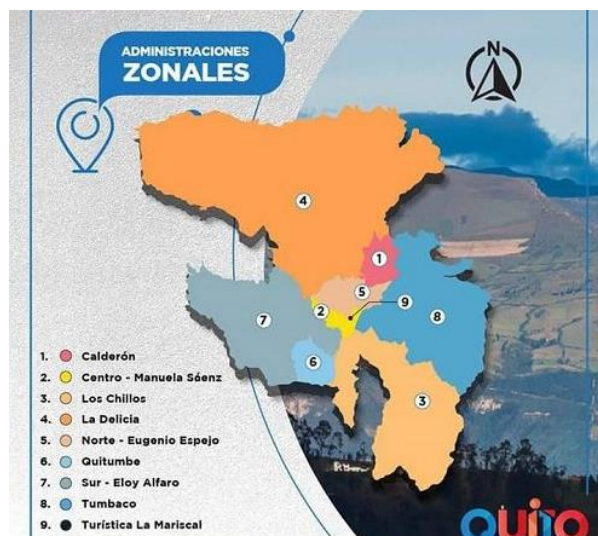 ADMINISTRACIONES
ZONALES
N
4
1
5
2
9
7
8
6
3
1. Calderón
2. Centro - Manuela Sáenz
3. Los Chillos
4. La Delicia
5. Norte - Eugenio Espejo
6. Quitumbe
7. Sur - Eloy Alfaro
8. Tumbaco
9. Turística La Mariscal
QUITO